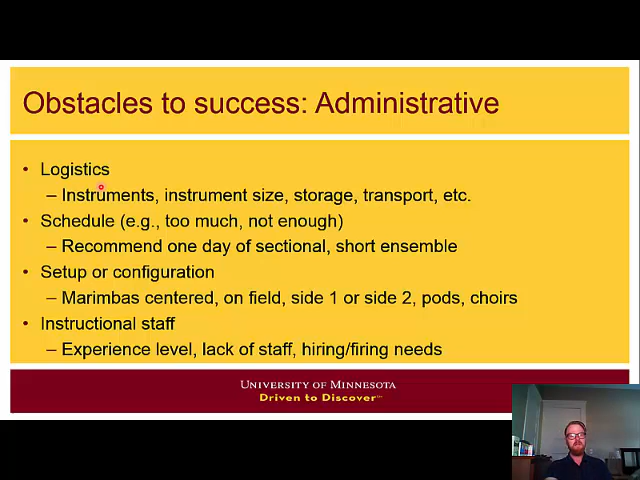 Obstacles to success: Administrative
• Logistics
– Instruments, instrument size, storage, transport, etc.
• Schedule (e.g., too much, not enough)
– Recommend one day of sectional, short ensemble
• Setup or configuration
– Marimbas centered, on field, side 1 or side 2, pods, choirs
• Instructional staff
– Experience level, lack of staff, hiring/firing needs
UNIVERSITY OF MINNESOTA
Driven to Discover℠